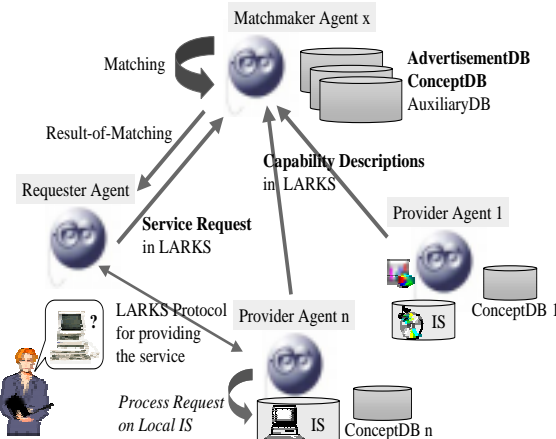 Matchmaker Agent x
Matching
AdvertisementDB
ConceptDB
AuxiliaryDB
Result-of-Matching
Capability Descriptions
in LARKS
Requester Agent
Service Request
in LARKS
Provider Agent 1
IS
ConceptDB 1
?
LARKS Protocol
for providing
the service
Provider Agent n
Process Request
on Local IS
IS
ConceptDB n